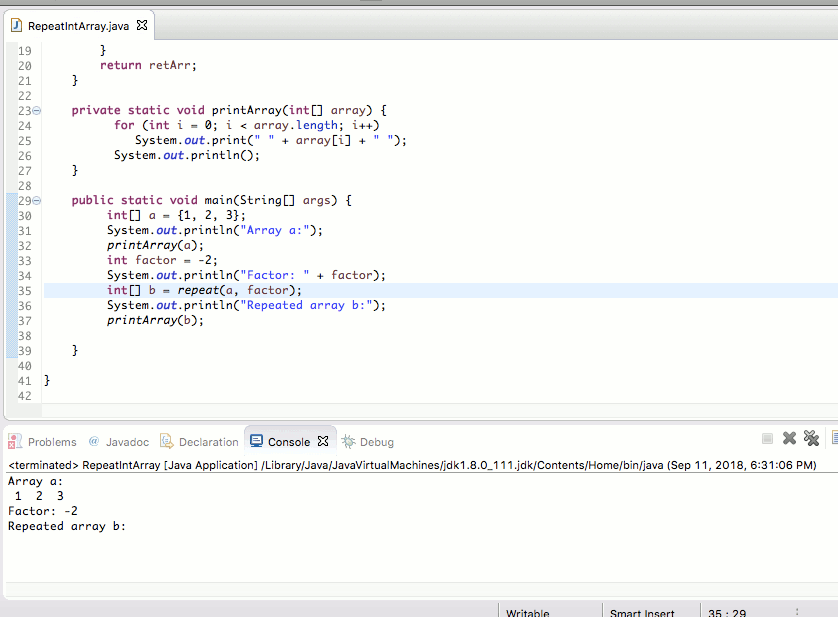 RepeatIntArray.java
19 }
20 return retArr;
21 }
22
23 private static void printArray(int[] array) {
24 for (int i = 0; i < array.length; i++)
25 System.out.print(" " + array[i] + " ");
26 System.out.println();
27 }
28
29 public static void main(String[] args) {
30 int[] a = {1, 2, 3};
31 System.out.println("Array a:");
32 printArray(a);
33 int factor = -2;
34 System.out.println("Factor: " + factor);
35 int[] b = repeat(a, factor);
36 System.out.println("Repeated array b:");
37 printArray(b);
38
39 }
40
41 }
42
Problems @ Javadoc Declaration Console Debug
<terminated> RepeatIntArray [Java Application] /Library/Java/JavaVirtualMachines/jdk1.8.0_111.jdk/Contents/Home/bin/java (Sep 11, 2018, 6:31:06 PM)
Array a:
1 2 3
Factor: -2
Repeated array b:
Writable Smart Insert 35 : 29